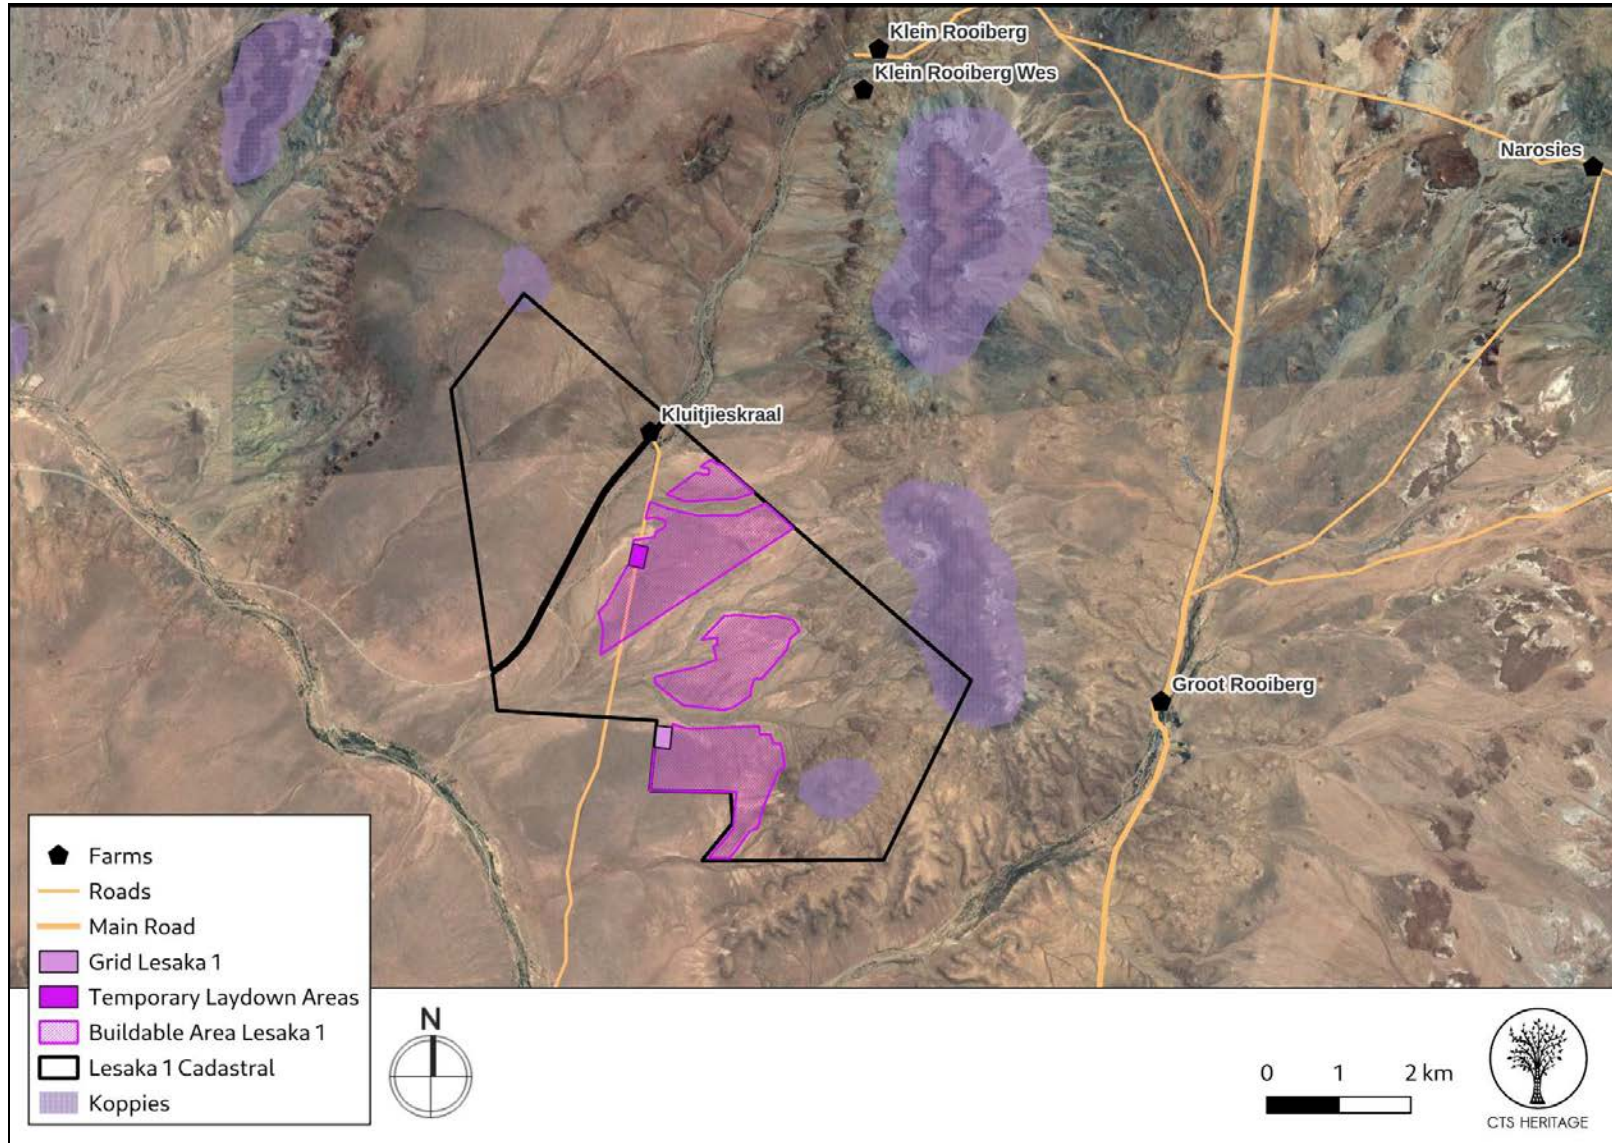 Klein Rooiberg
Klein Rooiberg Wes
Narosies
Kluitjieskraal
Groot Rooiberg
Farms
Roads
Main Road
Grid Lesaka 1
Temporary Laydown Areas
Buildable Area Lesaka 1
Lesaka 1 Cadastral
Koppies
N
0 1 2 km
CTS HERITAGE